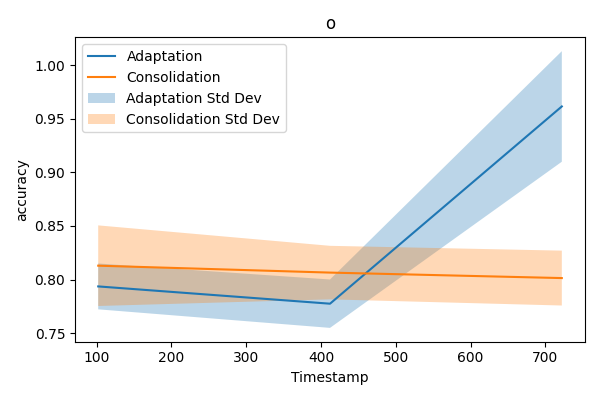 o
Adaptation
Consolidation
Adaptation Std Dev
Consolidation Std Dev
accuracy
1.00
0.95
0.90
0.85
0.80
0.75
100 200 300 400 500 600 700
Timestamp